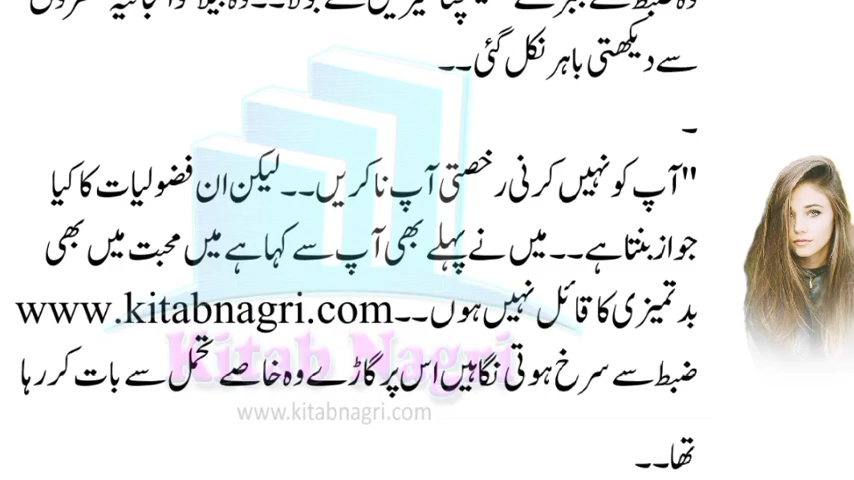 سے دیکھتی باہر نکل گئی۔۔
۔
"آپ کو نہیں کرنی رخصتی آپ نا کریں۔۔لیکن ان فضولیات کا کیا
جواز بنتا ہے۔۔میں نے پہلے بھی آپ سے کہا ہے میں محبت میں بھی
بدتمیزی کا قائل نہیں ہوں۔۔www.kitabnagri.com
Kitab Nagri
ضبط سے سرخ ہوتی نگاہیں اس پر گاڑے وہ خاصے تحمل سے بات کر رہا
www.kitabnagri.com
تھا۔۔